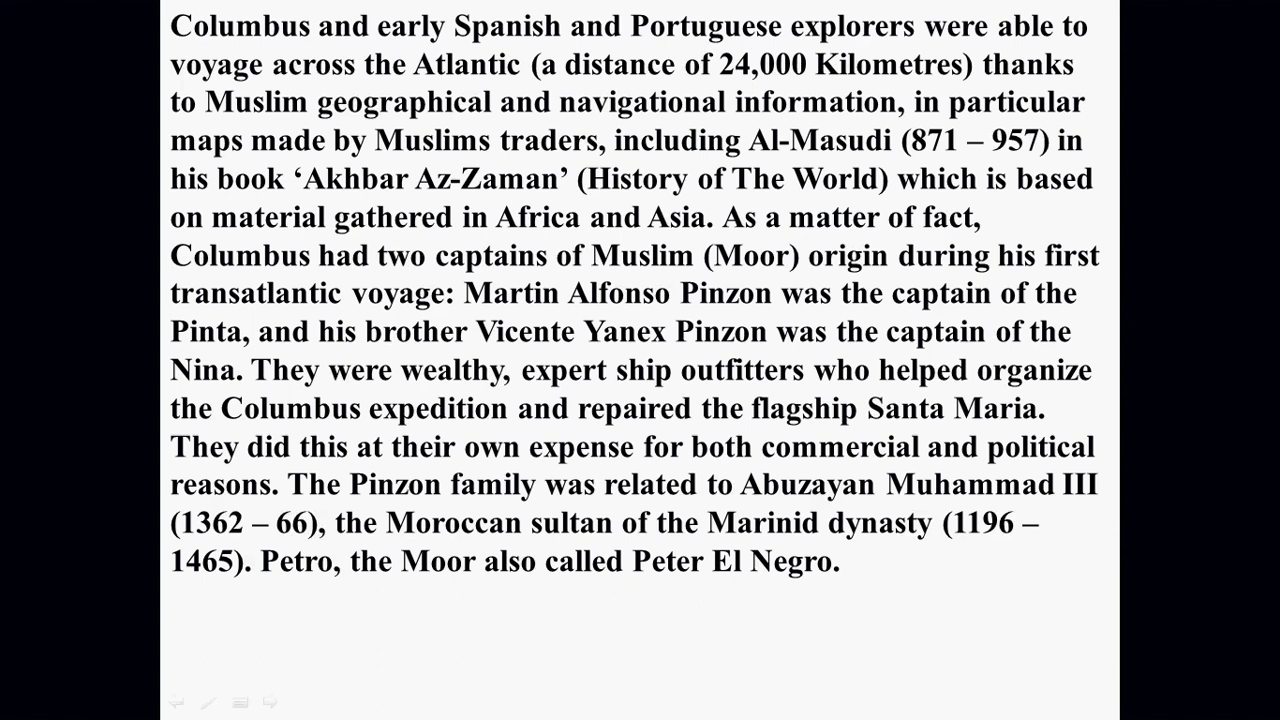 Columbus and early Spanish and Portuguese explorers were able to
voyage across the Atlantic (a distance of 24,000 Kilometres) thanks
to Muslim geographical and navigational information, in particular
maps made by Muslims traders, including Al-Masudi (871 – 957) in
his book ‘Akhbar Az-Zaman’ (History of The World) which is based
on material gathered in Africa and Asia. As a matter of fact,
Columbus had two captains of Muslim (Moor) origin during his first
transatlantic voyage: Martin Alfonso Pinzon was the captain of the
Pinta, and his brother Vicente Yanex Pinzon was the captain of the
Nina. They were wealthy, expert ship outfitters who helped organize
the Columbus expedition and repaired the flagship Santa Maria.
They did this at their own expense for both commercial and political
reasons. The Pinzon family was related to Abuzayan Muhammad III
(1362 – 66), the Moroccan sultan of the Marinid dynasty (1196 –
1465). Petro, the Moor also called Peter El Negro.